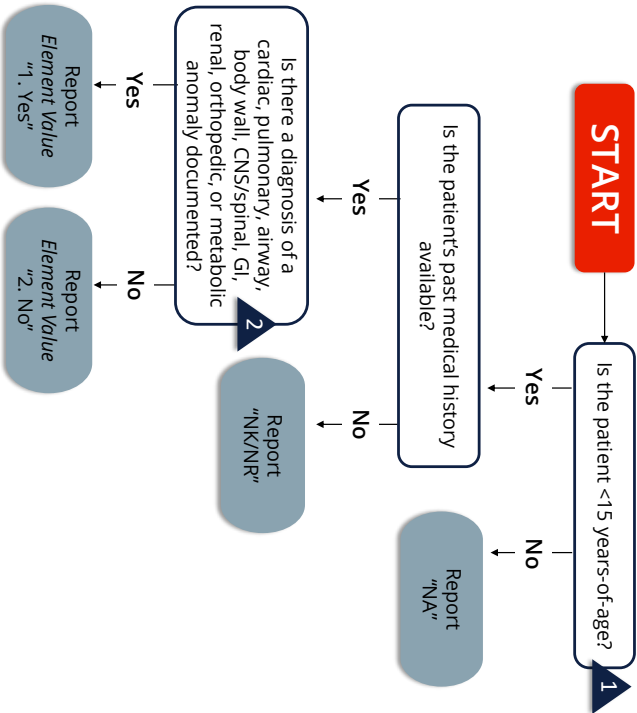 START
Is the patient <15 years-of-age?
1
Yes
No
Is the patient’s past medical history
available?
Report
“NA”
Yes
No
Is there a diagnosis of a
cardiac, pulmonary, airway,
body wall, CNS/spinal, GI,
renal, orthopedic, or metabolic
anomaly documented?
2
Report
“NK/NR”
Yes
No
Report
Element Value
“1. Yes”
Report
Element Value
“2. No”